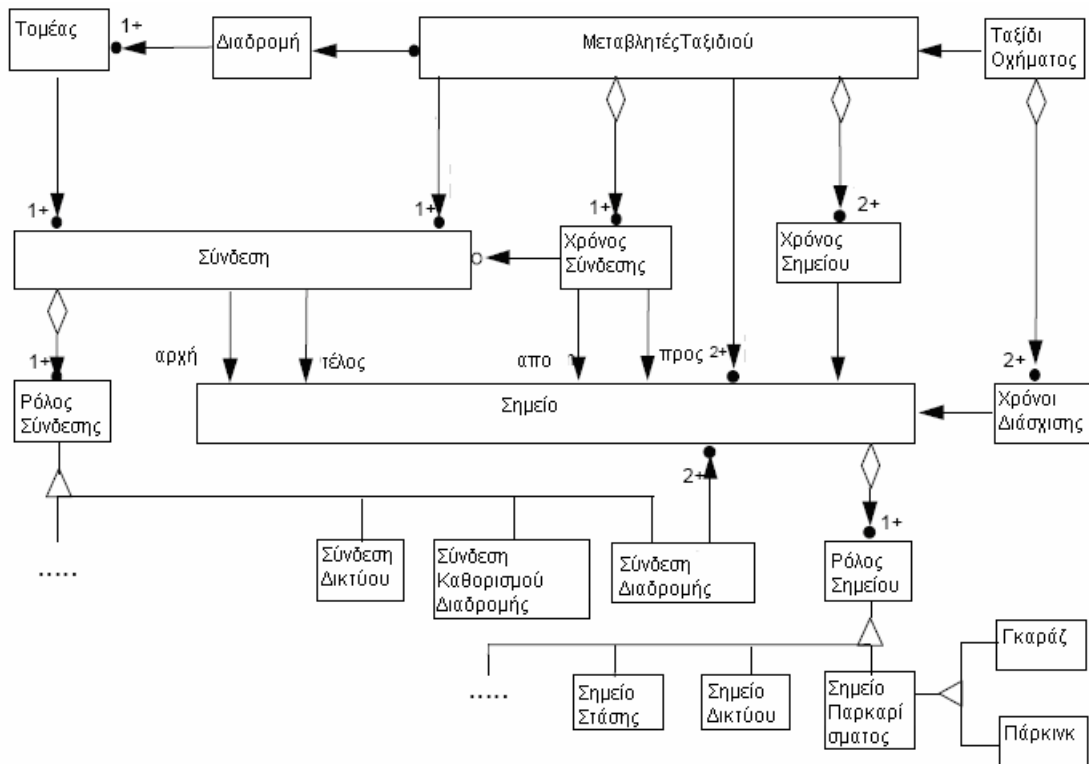 Τομέας
1+
Διαδρομή
ΜεταβλητέςΤαξιδιού
Ταξίδι
Οχήματος
1+
1+
1+
2+
Σύνδεση
Χρόνος
Σύνδεσης
Χρόνος
Σημείου
1+
αρχή
τέλος
απο
προς
2+
2+
Ρόλος
Σύνδεσης
Σημείο
Χρόνοι
Διάσχισης
2+
1+
.....
Σύνδεση
Δικτύου
Σύνδεση
Καθορισμού
Διαδρομής
Σύνδεση
Διαδρομής
Ρόλος
Σημείου
.....
Σημείο
Στάσης
Σημείο
Δικτύου
Σημείο
Παρκαρί
σματος
Γκαράζ
Πάρκινκ